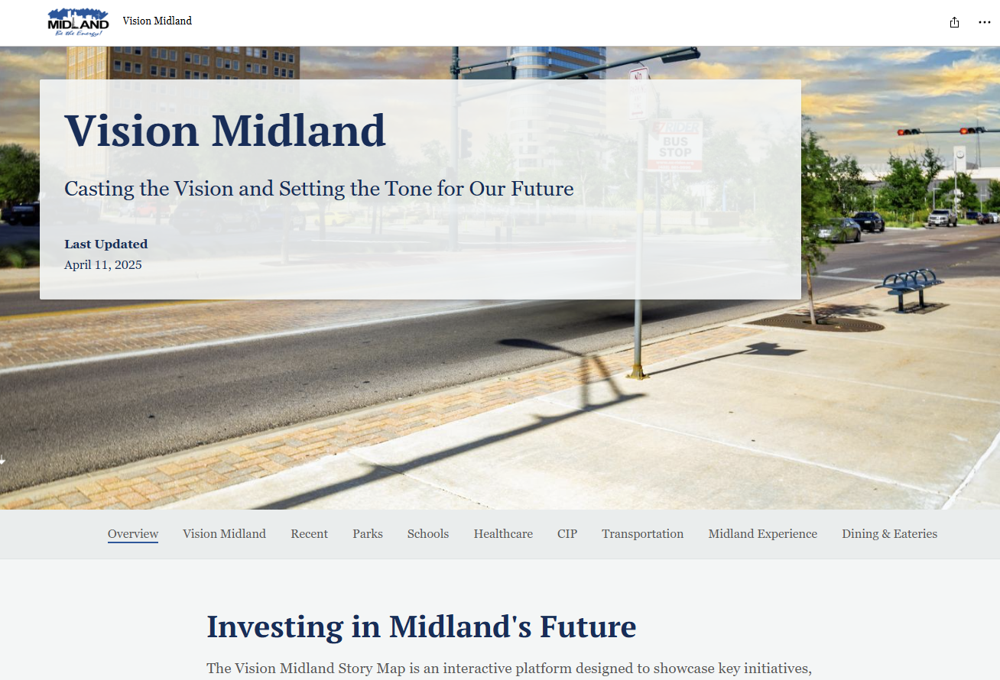 MIDLAND
Be the Energy!
Vision Midland
Vision Midland
Casting the Vision and Setting the Tone for Our Future
Last Updated
April 11, 2025
NO
RIDER
BUS
STOP
Overview Vision Midland Recent Parks Schools Healthcare CIP Transportation Midland Experience Dining & Eateries
Investing in Midland's Future
The Vision Midland Story Map is an interactive platform designed to showcase key initiatives,